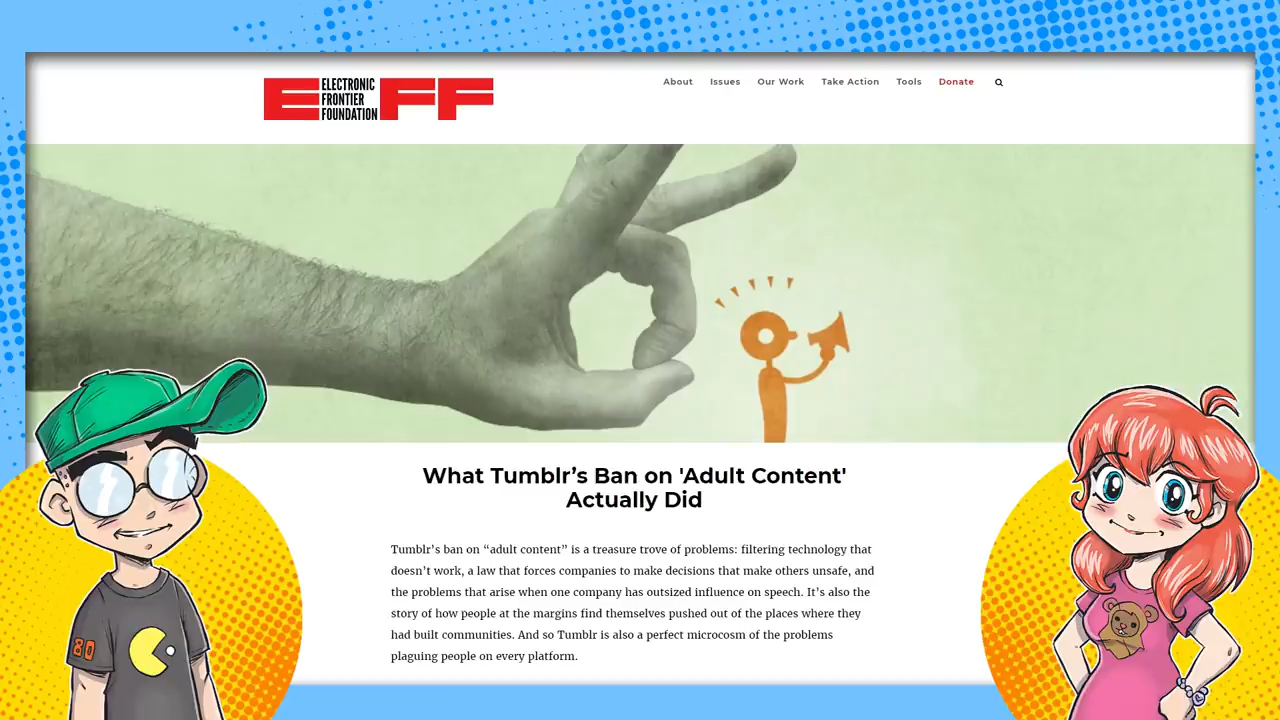 ELECTRONIC
FRONTIER
FOUNDATION
EFF
About Issues Our Work Take Action Tools Donate
What Tumblr’s Ban on 'Adult Content'
Actually Did
Tumblr’s ban on “adult content” is a treasure trove of problems: filtering technology that
doesn’t work, a law that forces companies to make decisions that make others unsafe, and
the problems that arise when one company has outsized influence on speech. It’s also the
story of how people at the margins find themselves pushed out of the places where they
had built communities. And so Tumblr is also a perfect microcosm of the problems
plaguing people on every platform.
80